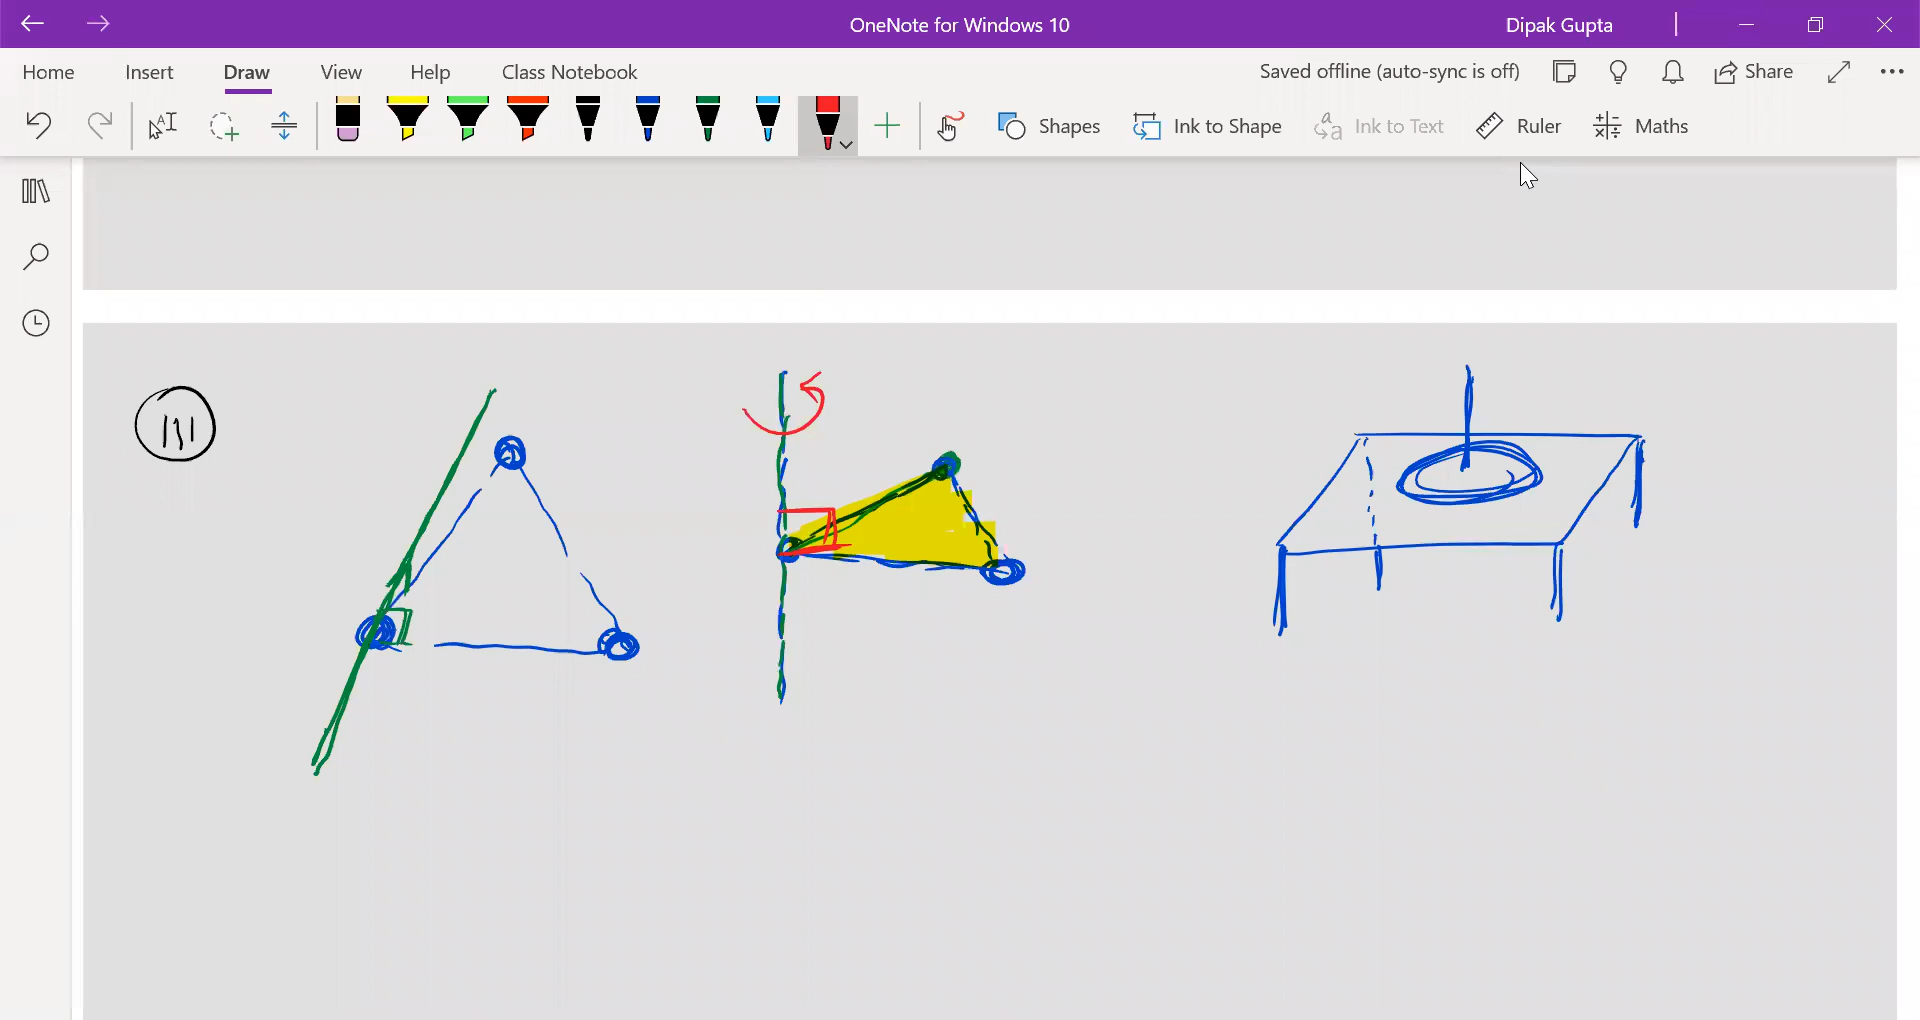 OneNote for Windows 10
Dipak Gupta
Home Insert Draw View Help Class Notebook
Saved offline (auto-sync is off)
Share
Shapes
Ink to Shape
Ink to Text
Ruler
Maths